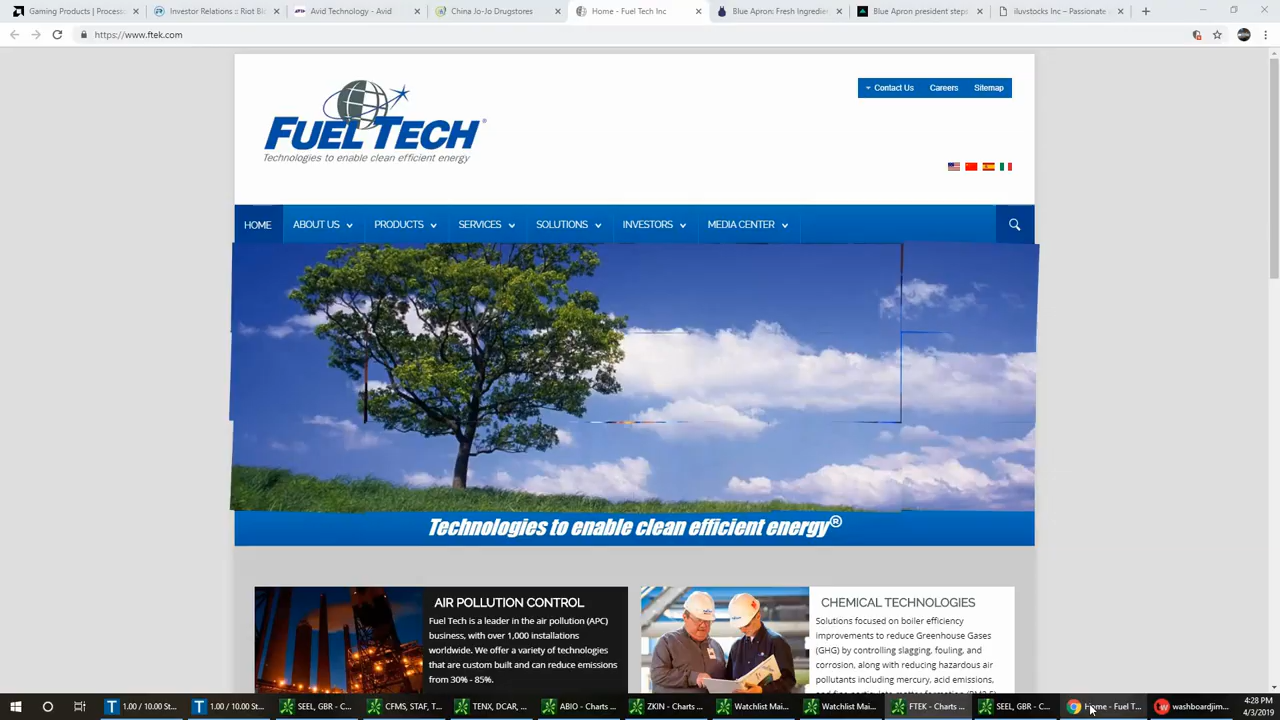 Gaming Products | Process
Investor Relations :: Riot Bl
Avid Technology - Avid
China Jo-Jo Drugstores
Home - Fuel Tech Inc
Blue Apron: Fresh Ingredien
Blue Apron president steps
iluvstocks Inc – Passionate
https://www.ftek.com
Contact Us Careers Sitemap
FUEL TECH®
Technologies to enable clean efficient energy
HOME ABOUT US PRODUCTS SERVICES SOLUTIONS INVESTORS MEDIA CENTER
Technologies to enable clean efficient energy®
AIR POLLUTION CONTROL
Fuel Tech is a leader in the air pollution (APC)
business, with over 1,000 installations
worldwide. We offer a variety of technologies
that are custom built and can reduce emissions
from 30% - 85%.
CHEMICAL TECHNOLOGIES
Solutions focused on boiler efficiency
improvements to reduce Greenhouse Gases
(GHG) by controlling slagging, fouling, and
corrosion, along with reducing hazardous air
pollutants including mercury, acid emissions,
1.00 / 10.00 St...
1.00 / 10.00 St...
SEEL, GBR - C...
CFMS, STAF, T...
TENX, DCAR, ...
ABIO - Charts ...
ZKIN - Charts ...
Watchlist Mai...
Watchlist Mai...
FTEK - Charts ...
SEEL, GBR - C...
Home - Fuel T...
washboardjim...
4:28 PM
4/3/2019